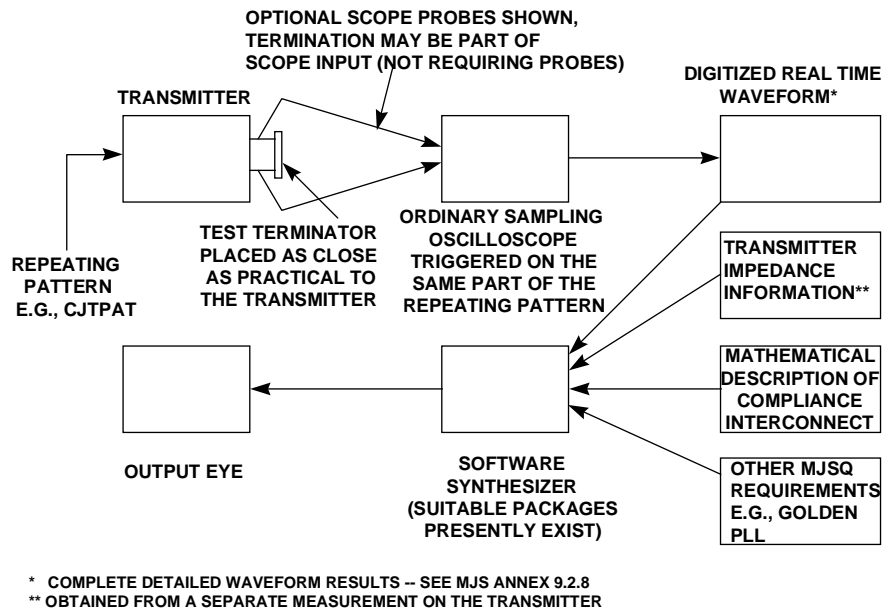 OPTIONAL SCOPE PROBES SHOWN,
TERMINATION MAY BE PART OF
SCOPE INPUT (NOT REQUIRING PROBES)
DIGITIZED REAL TIME
WAVEFORM*
TRANSMITTER
TEST TERMINATOR
PLACED AS CLOSE
AS PRACTICAL TO
THE TRANSMITTER
ORDINARY SAMPLING
OSCILLOSCOPE
TRIGGERED ON THE
SAME PART OF THE
REPEATING PATTERN
REPEATING
PATTERN
E.G., CJTPAT
TRANSMITTER
IMPEDANCE
INFORMATION**
MATHEMATICAL
DESCRIPTION OF
COMPLIANCE
INTERCONNECT
OTHER MJSQ
REQUIREMENTS
E.G., GOLDEN
PLL
OUTPUT EYE
SOFTWARE
SYNTHESIZER
(SUITABLE PACKAGES
PRESENTLY EXIST)
* COMPLETE DETAILED WAVEFORM RESULTS -- SEE MJS ANNEX 9.2.8
** OBTAINED FROM A SEPARATE MEASUREMENT ON THE TRANSMITTER